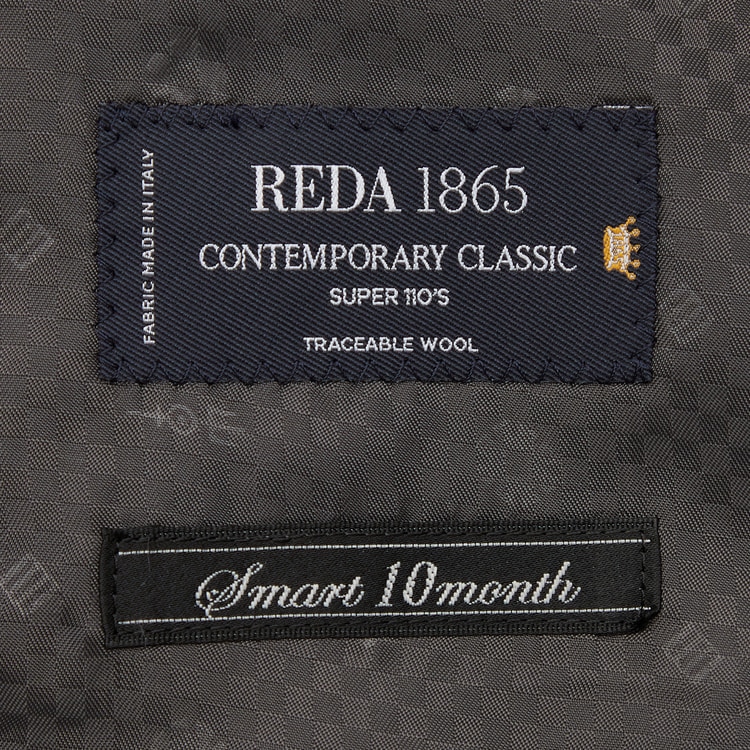 FABRIC MADE IN ITALY
REDA 1865
CONTEMPORARY CLASSIC
SUPER 110'S
TRACEABLE WOOL
Smart 10month